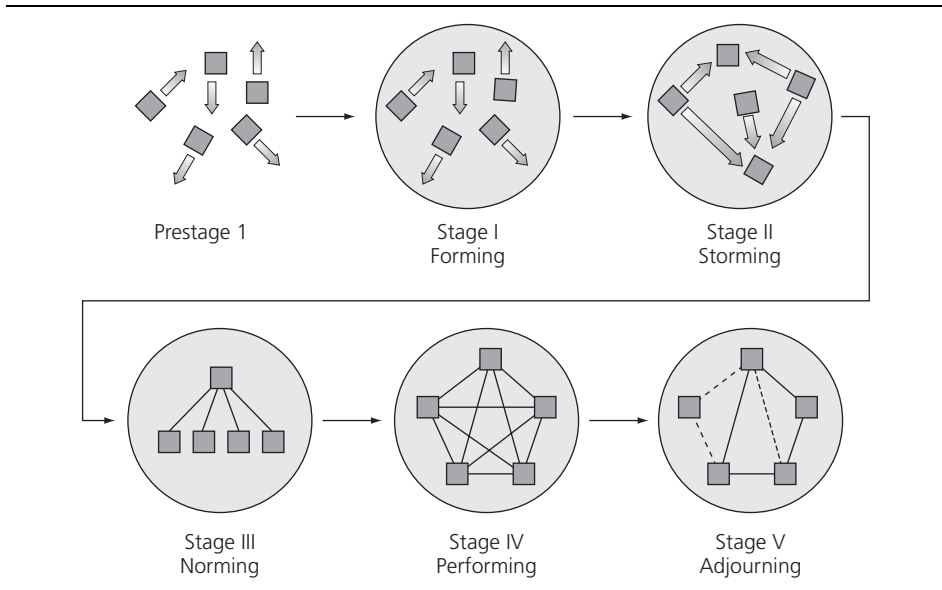 Prestage 1
Stage I
Forming
Stage II
Storming
Stage III
Norming
Stage IV
Performing
Stage V
Adjourning